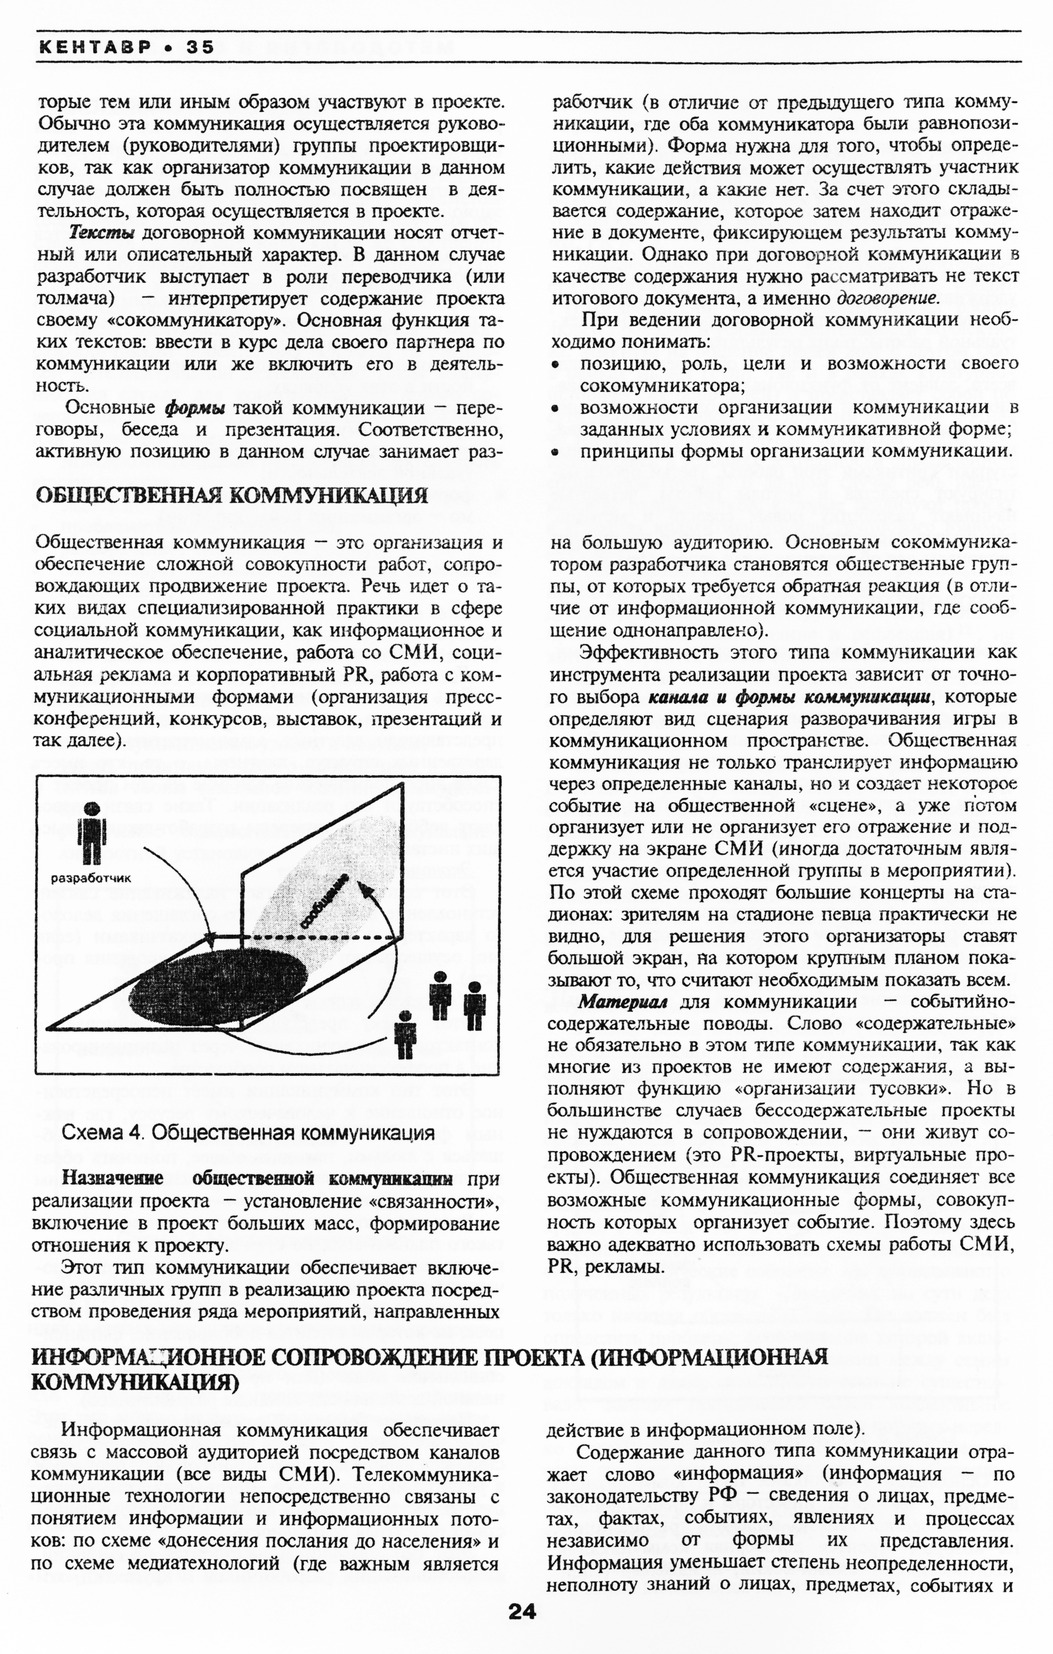 КЕНТАВР • 35
торые тем или иным образом участвуют в проекте.
Обычно эта коммуникация осуществляется руково-
дителем (руководителями) группы проектировщи-
ков, так как организатор коммуникации в данном
случае должен быть полностью посвящен в дея-
тельность, которая осуществляется в проекте.
Тексты договорной коммуникации носят отчет-
ный или описательный характер. В данном случае
разработчик выступает в роли переводчика (или
толмача) — интерпретирует содержание проекта
своему «сокоммуникатору». Основная функция та-
ких текстов: ввести в курс дела своего партнера по
коммуникации или же включить его в деятель-
ность.
Основные формы такой коммуникации — пере-
говоры, беседа и презентация. Соответственно,
активную позицию в данном случае занимает раз-
работчик (в отличие от предыдущего типа комму-
никации, где оба коммуникатора были равнопози-
ционными). Форма нужна для того, чтобы опреде-
лить, какие действия может осуществлять участник
коммуникации, а какие нет. За счет этого склады-
вается содержание, которое затем находит отраже-
ние в документе, фиксирующем результаты комму-
никации. Однако при договорной коммуникации в
качестве содержания нужно рассматривать не текст
итогового документа, а именно договорение.
При ведении договорной коммуникации необ-
ходимо понимать:
• позицию, роль, цели и возможности своего
сокомумникатора;
• возможности организации коммуникации в
заданных условиях и коммуникативной форме;
• принципы формы организации коммуникации.
ОБЩЕСТВЕННАЯ КОММУНИКАЦИЯ
Общественная коммуникация — это организация и
обеспечение сложной совокупности работ, сопро-
вождающих продвижение проекта. Речь идет о та-
ких видах специализированной практики в сфере
социальной коммуникации, как информационное и
аналитическое обеспечение, работа со СМИ, соци-
альная реклама и корпоративный PR, работа с ком-
муникационными формами (организация пресс-
конференций, конкурсов, выставок, презентаций и
так далее).
разработчик
сообщение
Схема 4. Общественная коммуникация
Назначение общественной коммуникации при
реализации проекта — установление «связанности»,
включение в проект больших масс, формирование
отношения к проекту.
Этот тип коммуникации обеспечивает включе-
ние различных групп в реализацию проекта посред-
ством проведения ряда мероприятий, направленных
на большую аудиторию. Основным сокоммуника-
тором разработчика становятся общественные груп-
пы, от которых требуется обратная реакция (в отли-
чие от информационной коммуникации, где сооб-
щение однонаправлено).
Эффективность этого типа коммуникации как
инструмента реализации проекта зависит от точно-
го выбора канала и формы коммуникации, которые
определяют вид сценария разворачивания игры в
коммуникационном пространстве. Общественная
коммуникация не только транслирует информацию
через определенные каналы, но и создает некоторое
событие на общественной «сцене», а уже потом
организует или не организует его отражение и под-
держку на экране СМИ (иногда достаточным явля-
ется участие определенной группы в мероприятии).
По этой схеме проходят большие концерты на ста-
дионах: зрителям на стадионе певца практически не
видно, для решения этого организаторы ставят
большой экран, на котором крупным планом пока-
зывают то, что считают необходимым показать всем.
Материал для коммуникации — событийно-
содержательные поводы. Слово «содержательные»
не обязательно в этом типе коммуникации, так как
многие из проектов не имеют содержания, а вы-
полняют функцию «организации тусовки». Но в
большинстве случаев бессодержательные проекты
не нуждаются в сопровождении, — они живут со-
провождением (это PR-проекты, виртуальные про-
екты). Общественная коммуникация соединяет все
возможные коммуникационные формы, совокуп-
ность которых организует событие. Поэтому здесь
важно адекватно использовать схемы работы СМИ,
PR, рекламы.
ИНФОРМАЦИОННОЕ СОПРОВОЖДЕНИЕ ПРОЕКТА (ИНФОРМАЦИОННАЯ
КОММУНИКАЦИЯ)
Информационная коммуникация обеспечивает
связь с массовой аудиторией посредством каналов
коммуникации (все виды СМИ). Телекоммуника-
ционные технологии непосредственно связаны с
понятием информации и информационных пото-
ков: по схеме «донесения послания до населения» и
по схеме медиатехнологий (где важным является
действие в информационном поле).
Содержание данного типа коммуникации отра-
жает слово «информация» (информация — по
законодательству РФ — сведения о лицах, предме-
тах, фактах, событиях, явлениях и процессах
независимо от формы их представления.
Информация уменьшает степень неопределенности,
неполноту знаний о лицах, предметах, событиях и
24